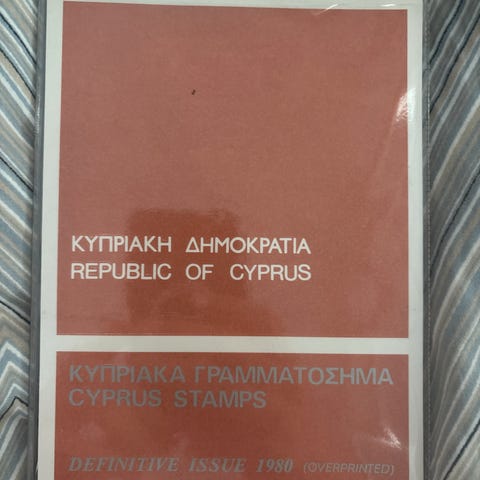 ΚΥΠΡΙΑΚΗ ΔΗΜΟΚΡΑΤΙΑ
REPUBLIC OF CYPRUS
ΚΥΠΡΙΑΚΑ ΓΡΑΜΜΑΤΟΣΗΜΑ
CYPRUS STAMPS
DEFINITIVE ISSUE 1980 (OVERPRINTED)